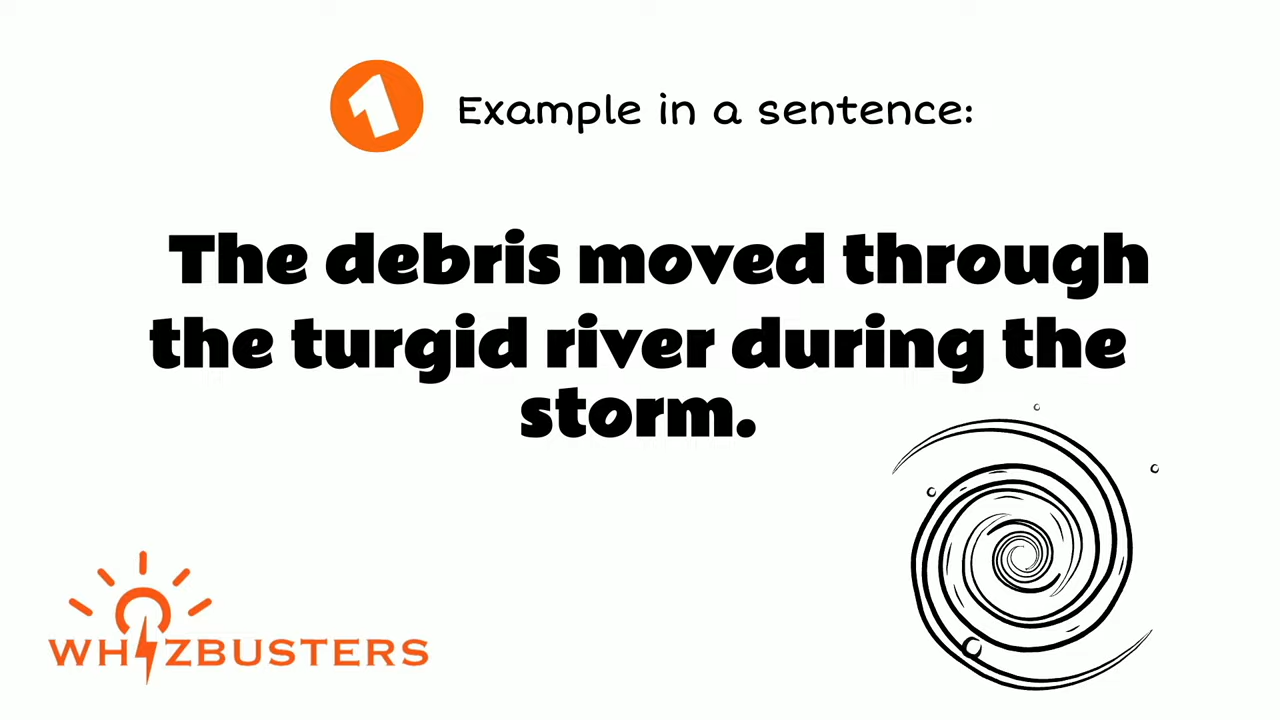 1 Example in a sentence:
The debris moved through
the turgid river during the
storm.
WHIZBUSTERS